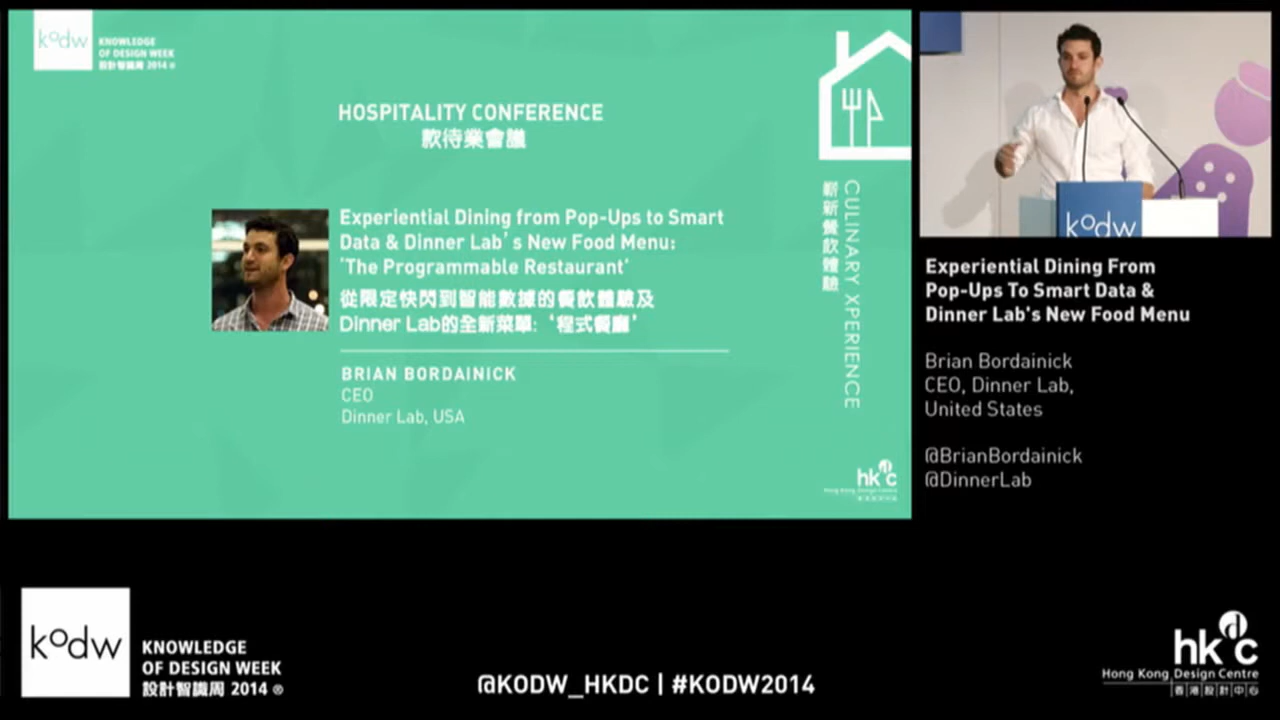 kodw
KNOWLEDGE
OF DESIGN WEEK
設計智識周 2014 ®
HOSPITALITY CONFERENCE
款待業會議
Experiential Dining from Pop-Ups to Smart
Data & Dinner Lab's New Food Menu:
'The Programmable Restaurant'
從限定快閃到智能數據的餐飲體驗及
Dinner Lab的全新菜單:‘程式餐廳’
BRIAN BORDAINICK
CEO
Dinner Lab, USA
CULINARY XPERIENCE
嶄新餐飲體驗
hkdc
Hong Kong Design Centre
kodw
Experiential Dining From
Pop-Ups To Smart Data &
Dinner Lab's New Food Menu
Brian Bordainick
CEO, Dinner Lab,
United States
@BrianBordainick
@DinnerLab
kodw
KNOWLEDGE
OF DESIGN WEEK
設計智識周 2014 ®
@KODW_HKDC | #KODW2014
hkdc
Hong Kong Design Centre
香港設計中心